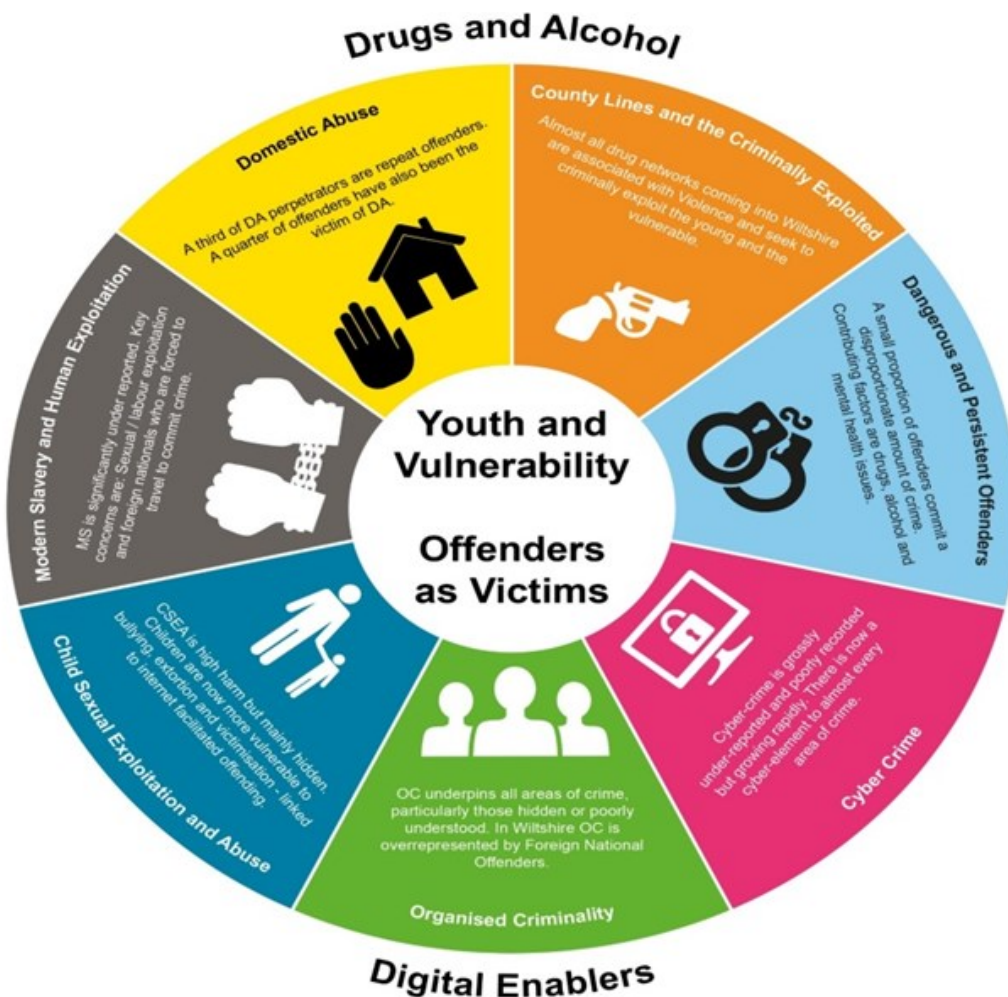 Drugs and Alcohol
Domestic Abuse
A third of DA perpetrators are repeat offenders.
A quarter of offenders have also been the
victim of DA.
County Lines and the Criminally Exploited
Almost all drug networks coming into Wiltshire
are associated with Violence and seek to
criminally exploit the young and the
vulnerable.
Dangerous and Persistent Offenders
A small proportion of offenders commit a
disproportionate amount of crime.
Contributing factors are drugs, alcohol and
mental health issues.
Cyber-crime is grossly
under-reported and poorly recorded
but growing rapidly. There is now a
cyber-element to almost every
area of crime.
Cyber Crime
OC underpins all areas of crime,
particularly those hidden or poorly
understood. In Wiltshire OC is
overrepresented by Foreign National
Offenders.
Organised Criminality
CSEA is high harm but mainly hidden.
Children are now more vulnerable to
bullying, extortion and victimisation - linked
to internet facilitated offending.
Child Sexual Exploitation and Abuse
Modern Slavery and Human Exploitation
MS is significantly under reported. Key
concerns are: Sexual / labour exploitation
and foreign nationals who are forced to
travel to commit crime.
Youth and
Vulnerability
Offenders
as Victims
Digital Enablers